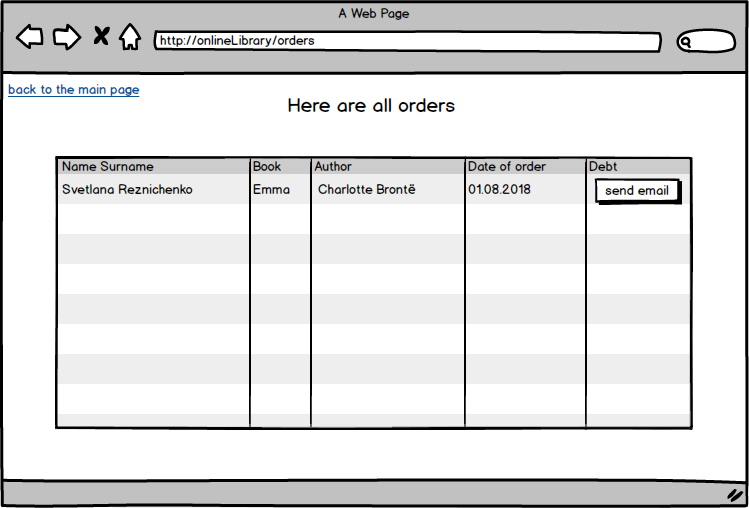 A Web Page
http://onlineLibrary/orders
back to the main page
Here are all orders
Name Surname Book Author Date of order Debt
Svetlana Reznichenko Emma Charlotte Brontë 01.08.2018 send email